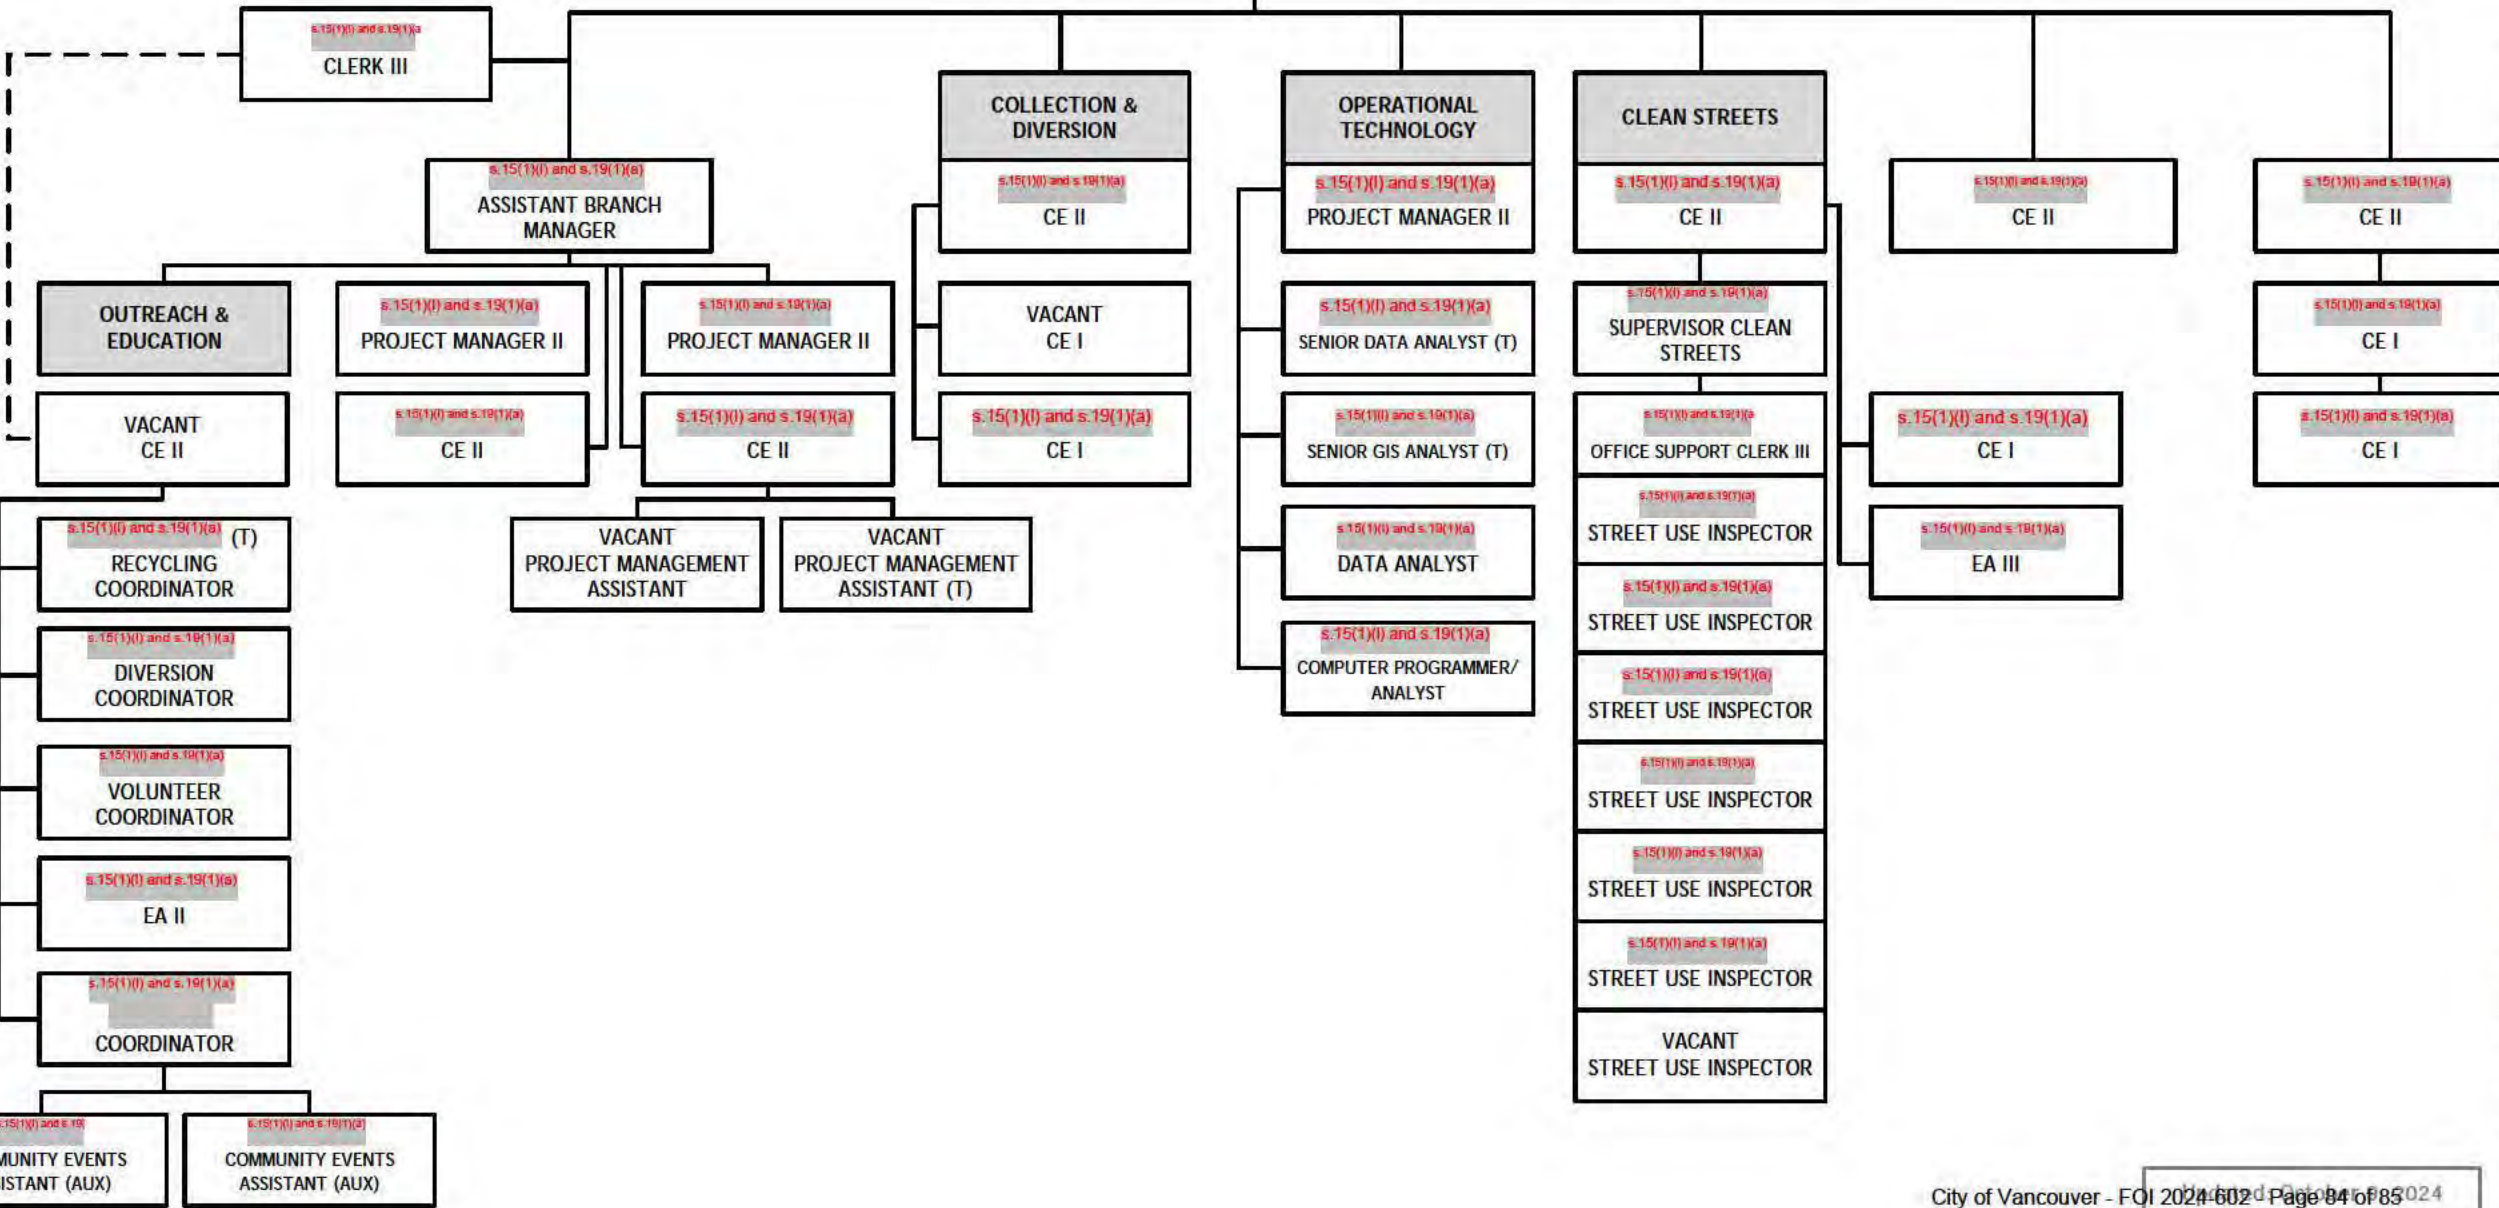 s.15(1)(l) and s.19(1)(a
CLERK III
COLLECTION &
DIVERSION
OPERATIONAL
TECHNOLOGY
CLEAN STREETS
s.15(1)(l) and s.19(1)(a)
ASSISTANT BRANCH
MANAGER
s.15(1)(l) and s.19(1)(a)
CE II
s.15(1)(l) and s.19(1)(a)
PROJECT MANAGER II
s.15(1)(l) and s.19(1)(a)
CE II
s.15(1)(l) and s.19(1)(a)
CE II
s.15(1)(l) and s.19(1)(a)
CE II
OUTREACH &
EDUCATION
s.15(1)(l) and s.19(1)(a)
PROJECT MANAGER II
s.15(1)(l) and s.19(1)(a)
PROJECT MANAGER II
VACANT
CE I
s.15(1)(l) and s.19(1)(a)
SENIOR DATA ANALYST (T)
s.15(1)(l) and s.19(1)(a)
SUPERVISOR CLEAN
STREETS
s.15(1)(l) and s.19(1)(a)
CE I
VACANT
CE II
s.15(1)(l) and s.19(1)(a)
CE II
s.15(1)(l) and s.19(1)(a)
CE II
s.15(1)(l) and s.19(1)(a)
CE I
s.15(1)(l) and s.19(1)(a)
SENIOR GIS ANALYST (T)
s.15(1)(l) and s.19(1)(a
OFFICE SUPPORT CLERK III
s.15(1)(l) and s.19(1)(a)
CE I
s.15(1)(l) and s.19(1)(a)
CE I
s.15(1)(l) and s.19(1)(a) (T)
RECYCLING
COORDINATOR
VACANT
PROJECT MANAGEMENT
ASSISTANT
VACANT
PROJECT MANAGEMENT
ASSISTANT (T)
s.15(1)(l) and s.19(1)(a)
DATA ANALYST
s.15(1)(l) and s.19(1)(a)
STREET USE INSPECTOR
s.15(1)(l) and s.19(1)(a)
EA III
s.15(1)(l) and s.19(1)(a)
DIVERSION
COORDINATOR
s.15(1)(l) and s.19(1)(a)
COMPUTER PROGRAMMER/
ANALYST
s.15(1)(l) and s.19(1)(a)
STREET USE INSPECTOR
s.15(1)(l) and s.19(1)(a)
STREET USE INSPECTOR
s.15(1)(l) and s.19(1)(a)
VOLUNTEER
COORDINATOR
s.15(1)(l) and s.19(1)(a)
STREET USE INSPECTOR
s.15(1)(l) and s.19(1)(a)
EA II
s.15(1)(l) and s.19(1)(a)
STREET USE INSPECTOR
s.15(1)(l) and s.19(1)(a)
COORDINATOR
s.15(1)(l) and s.19(1)(a)
STREET USE INSPECTOR
VACANT
STREET USE INSPECTOR
s.15(1)(l) and s.19(
MUNITY EVENTS
ISTANT (AUX)
s.15(1)(l) and s.19(1)(a)
COMMUNITY EVENTS
ASSISTANT (AUX)
City of Vancouver - FOI 2024-602 - Page 84 of 85
Updated: October 9, 2024